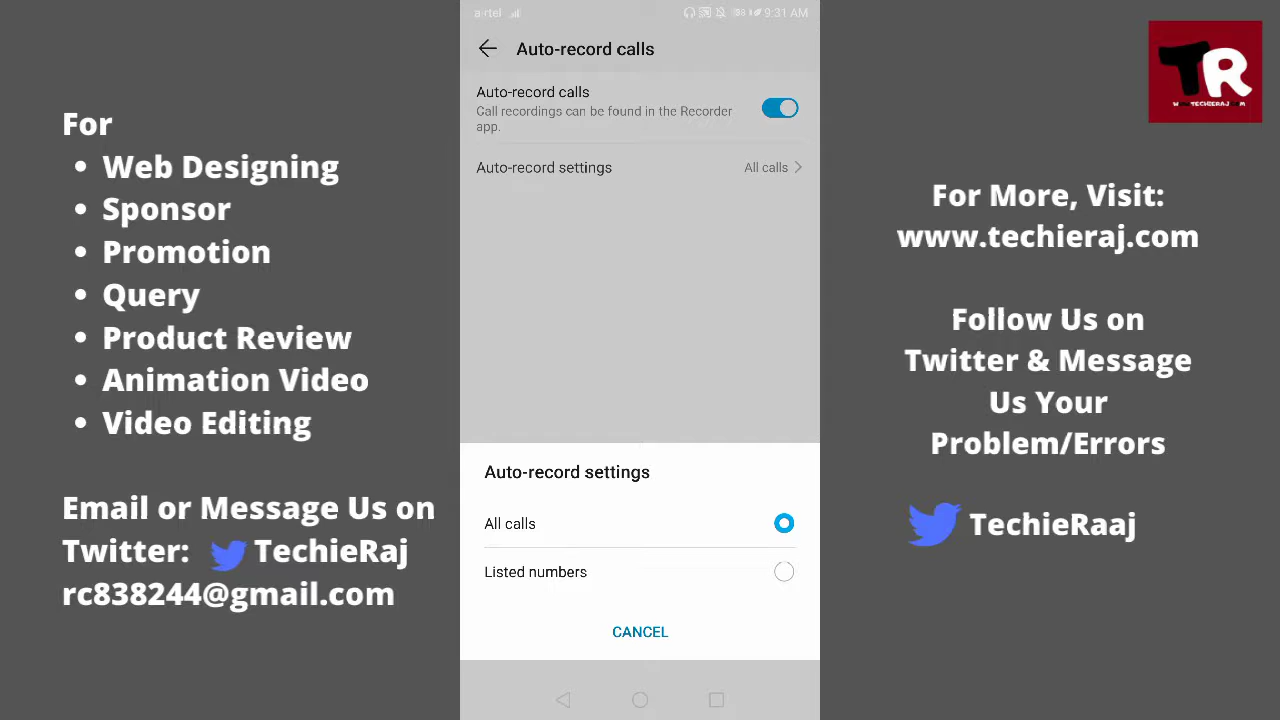 For
• Web Designing
• Sponsor
• Promotion
• Query
• Product Review
• Animation Video
• Video Editing
Email or Message Us on
Twitter: TechieRaj
rc838244@gmail.com
airtel 9:31 AM
Auto-record calls
Auto-record calls
Call recordings can be found in the Recorder
app.
Auto-record settings All calls
Auto-record settings
All calls
Listed numbers
CANCEL
TR
WWW.TECHIERAJ.COM
For More, Visit:
www.techieraj.com
Follow Us on
Twitter & Message
Us Your
Problem/Errors
TechieRaaj